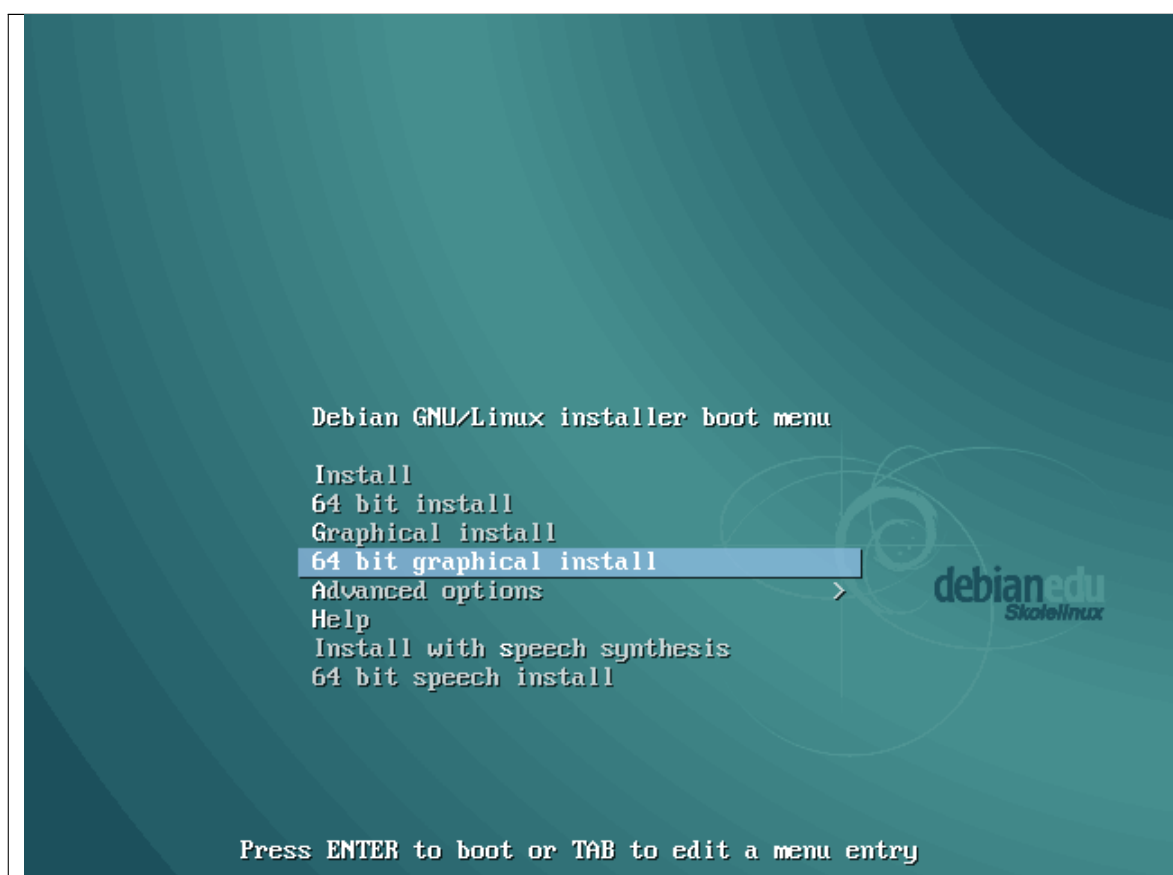 Debian GNU/Linux installer boot menu
Install
64 bit install
Graphical install
64 bit graphical install
Advanced options >
Help
Install with speech synthesis
64 bit speech install
debianedu
Skolelinux
Press ENTER to boot or TAB to edit a menu entry